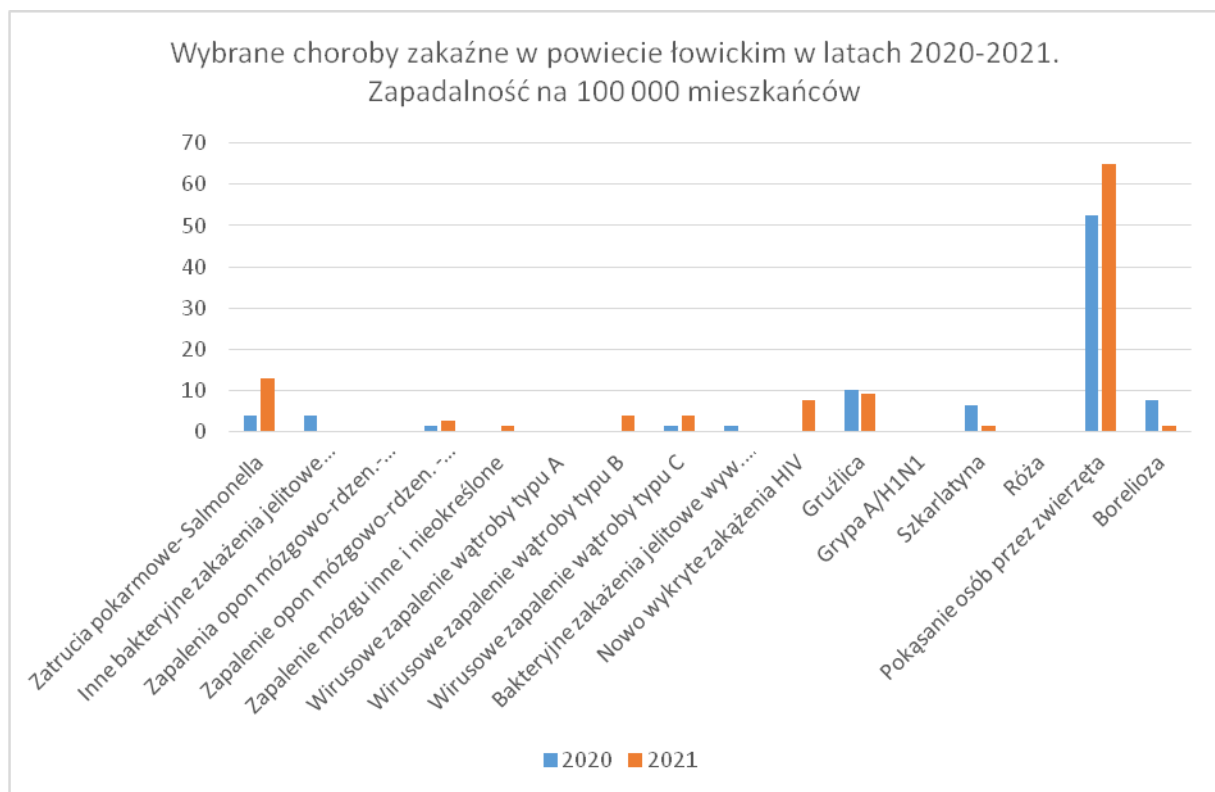 Wybrane choroby zakaźne w powiecie łowickim w latach 2020-2021.
Zapadalność na 100 000 mieszkańców
70
60
50
40
30
20
10
0
Zatrucia pokarmowe- Salmonella
Inne bakteryjne zakażenia jelitowe...
Zapalenia opon mózgowo-rdzen.-...
Zapalenie opon mózgowo-rdzen. -...
Zapalenie mózgu inne i nieokreślone
Wirusowe zapalenie wątroby typu A
Wirusowe zapalenie wątroby typu B
Wirusowe zapalenie wątroby typu C
Bakteryjne zakażenia jelitowe wyw....
Nowo wykryte zakążenia HIV
Gruźlica
Grypa A/H1N1
Szkarlatyna
Róża
Pokąsanie osób przez zwierzęta
Borelioza
2020 2021